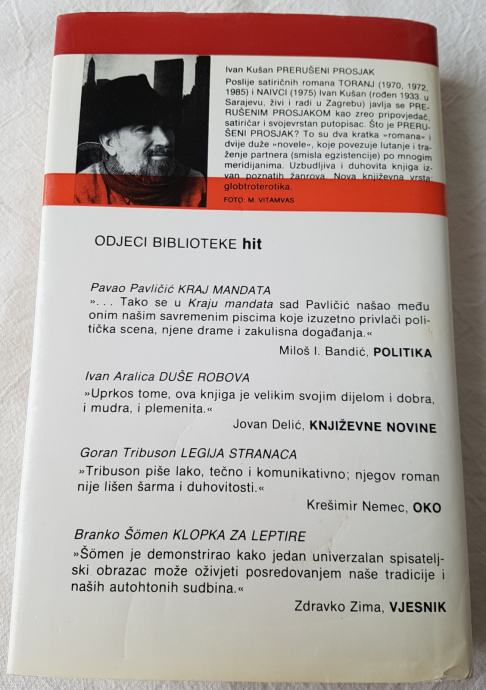 Ivan Kušan PRERUŠENI PROSJAK
Poslije satiričnih romana TORANJ (1970, 1972,
1985) i NAIVCI (1975) Ivan Kušan (rođen 1933. u
Sarajevu, živi i radi u Zagrebu) javlja se PRE-
RUŠENIM PROSJAKOM kao zreo pripovjedač,
satiričar i svojevrstan putopisac. Što je PRERU-
ŠENI PROSJAK? To su dva kratka »romana« i
dvije duže »novele«, koje povezuje lutanje i tra-
ženje partnera (smisla egzistencije) po mnogim
meridijanima. Uzbudljiva i duhovita knjiga iz-
van poznatih žanrova. Nova književna vrsta:
globtroterotika.
FOTO: M. VITAMVAS
ODJECI BIBLIOTEKE hit
Pavao Pavličić KRAJ MANDATA
»... Tako se u Kraju mandata sad Pavličić našao među
onim našim savremenim piscima koje izuzetno privlači poli-
tička scena, njene drame i zakulisna događanja.«
Miloš I. Bandić, POLITIKA
Ivan Aralica DUŠE ROBOVA
»Uprkos tome, ova knjiga je velikim svojim dijelom i dobra,
i mudra, i plemenita.«
Jovan Delić, KNJIŽEVNE NOVINE
Goran Tribuson LEGIJA STRANACA
»Tribuson piše lako, tečno i komunikativno; njegov roman
nije lišen šarma i duhovitosti.«
Krešimir Nemec, OKO
Branko Šömen KLOPKA ZA LEPTIRE
»Šömen je demonstrirao kako jedan univerzalan spisatelj-
ski obrazac može oživjeti posredovanjem naše tradicije i
naših autohtonih sudbina.«
Zdravko Zima, VJESNIK